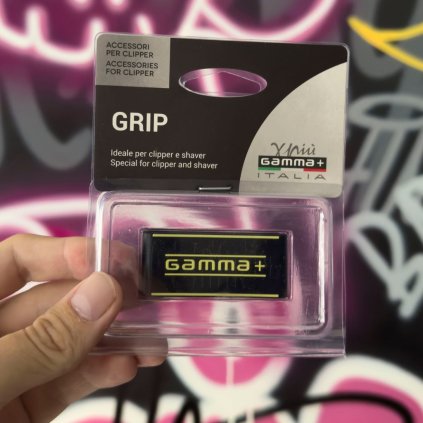 ACCESSORI
PER CLIPPER
ACCESSORIES
FOR CLIPPER
GRIP
Ideale per clipper e shaver
Special for clipper and shaver
più
GAMMA+
ITALIA
GAMMA+